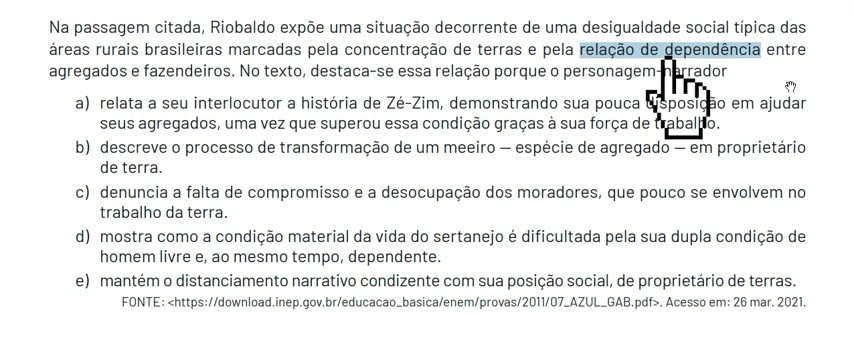 Na passagem citada, Riobaldo expõe uma situação decorrente de uma desigualdade social típica das
áreas rurais brasileiras marcadas pela concentração de terras e pela relação de dependência entre
agregados e fazendeiros. No texto, destaca-se essa relação porque o personagem-narrador
a) relata a seu interlocutor a história de Zé-Zim, demonstrando sua pouca disposição em ajudar
seus agregados, uma vez que superou essa condição graças à sua força de trabalho.
b) descreve o processo de transformação de um meeiro — espécie de agregado — em proprietário
de terra.
c) denuncia a falta de compromisso e a desocupação dos moradores, que pouco se envolvem no
trabalho da terra.
d) mostra como a condição material da vida do sertanejo é dificultada pela sua dupla condição de
homem livre e, ao mesmo tempo, dependente.
e) mantém o distanciamento narrativo condizente com sua posição social, de proprietário de terras.
FONTE: <https://download.inep.gov.br/educacao_basica/enem/provas/2011/07_AZUL_GAB.pdf>. Acesso em: 26 mar. 2021.